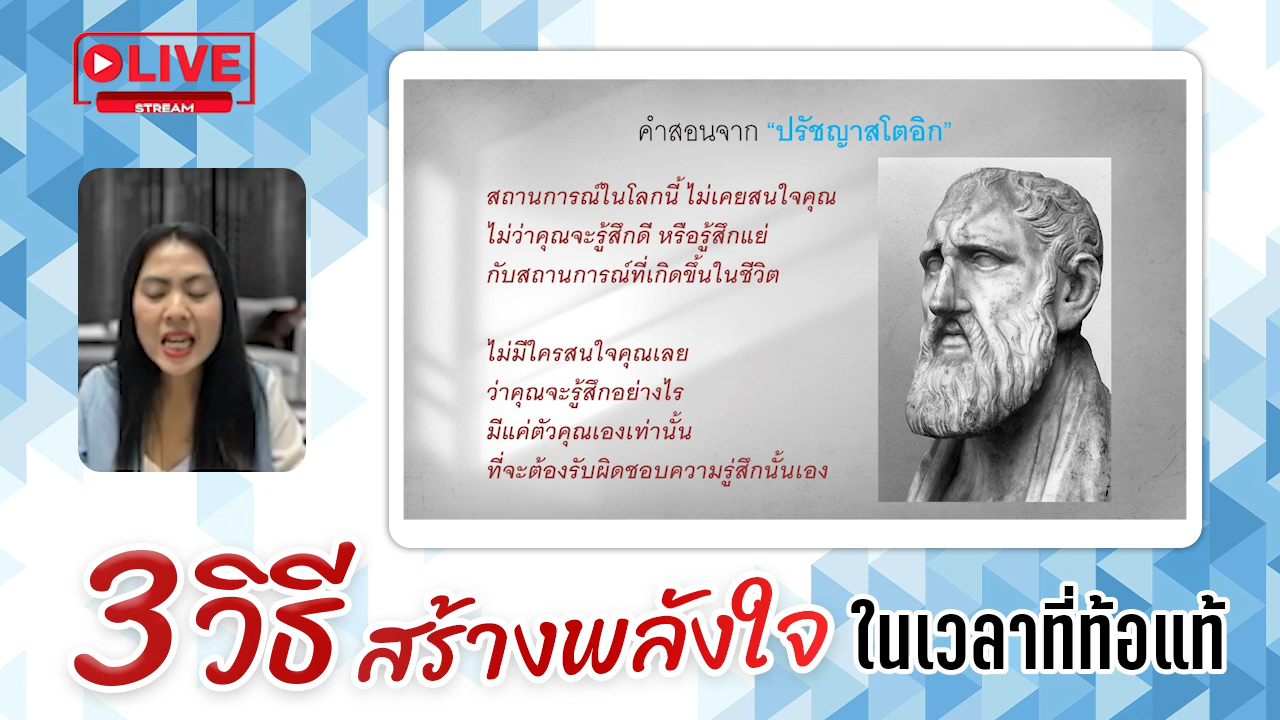 LIVE
STREAM
คำสอนจาก “ปรัชญาสโตอิก”
สถานการณ์ในโลกนี้ ไม่เคยสนใจคุณ
ไม่ว่าคุณจะรู้สึกดี หรือรู้สึกแย่
กับสถานการณ์ที่เกิดขึ้นในชีวิต
ไม่มีใครสนใจคุณเลย
ว่าคุณจะรู้สึกอย่างไร
มีแค่ตัวคุณเองเท่านั้น
ที่จะต้องรับผิดชอบความรู่สึกนั้นเอง
3 วิธี สร้างพลังใจ ในเวลาที่ท้อแท้